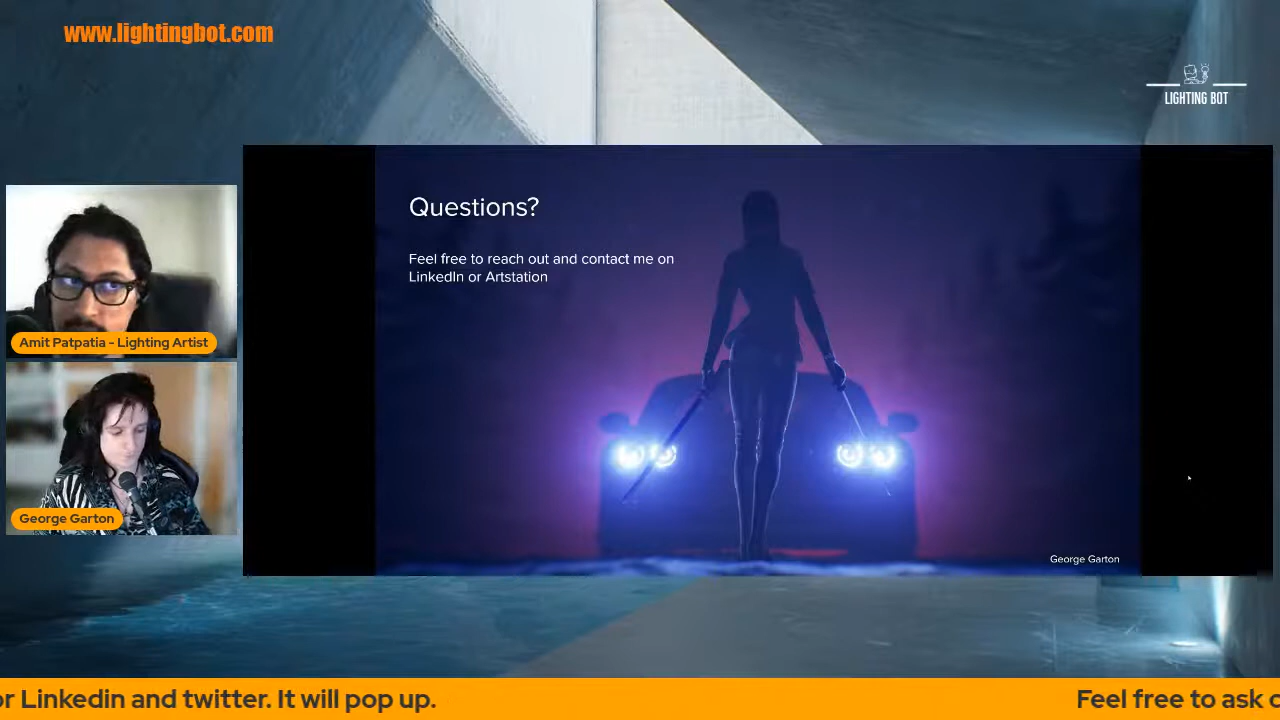 www.lightingbot.com
LIGHTING BOT
Questions?
Feel free to reach out and contact me on
LinkedIn or Artstation
Amit Patpatia - Lighting Artist
George Garton
George Garton
or Linkedin and twitter. It will pop up.
Feel free to ask